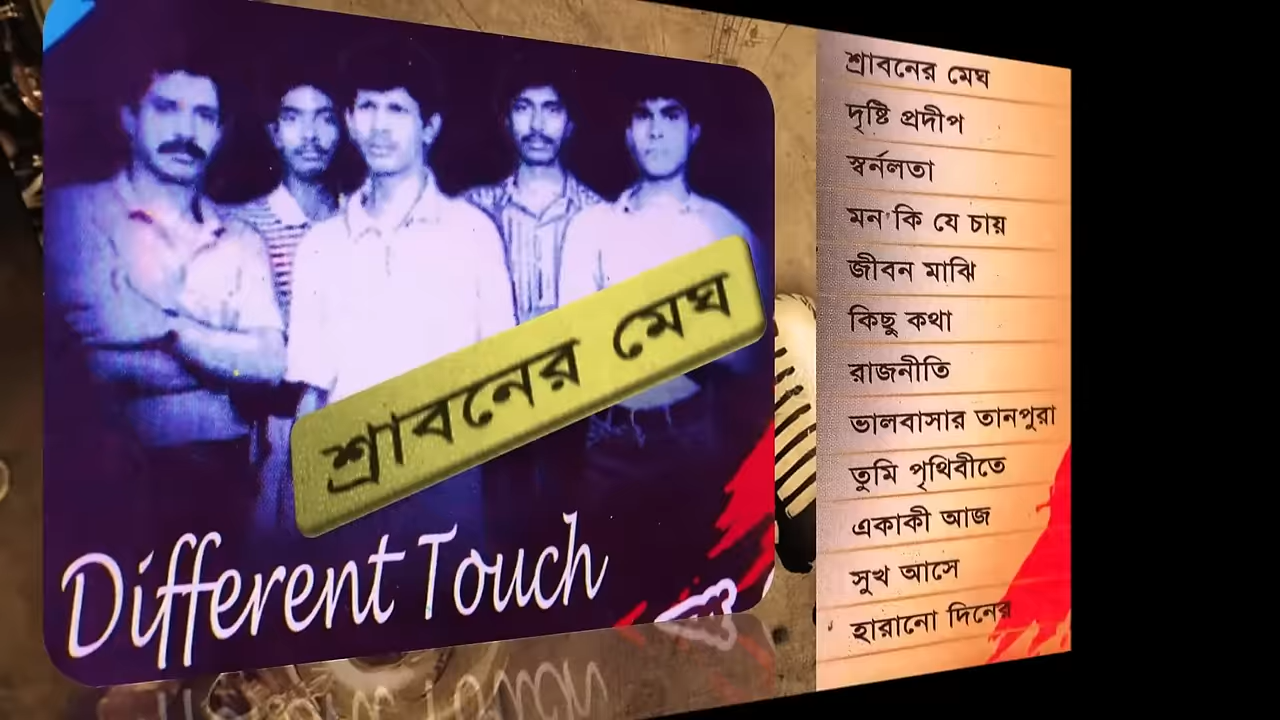 শ্রাবনের মেঘ
Different Touch
শ্রাবনের মেঘ
দৃষ্টি প্রদীপ
স্বর্নলতা
মন কি যে চায়
জীবন মাঝি
কিছু কথা
রাজনীতি
ভালবাসার তানপুরা
তুমি পৃথিবীতে
একাকী আজ
সুখ আসে
হারানো দিনের